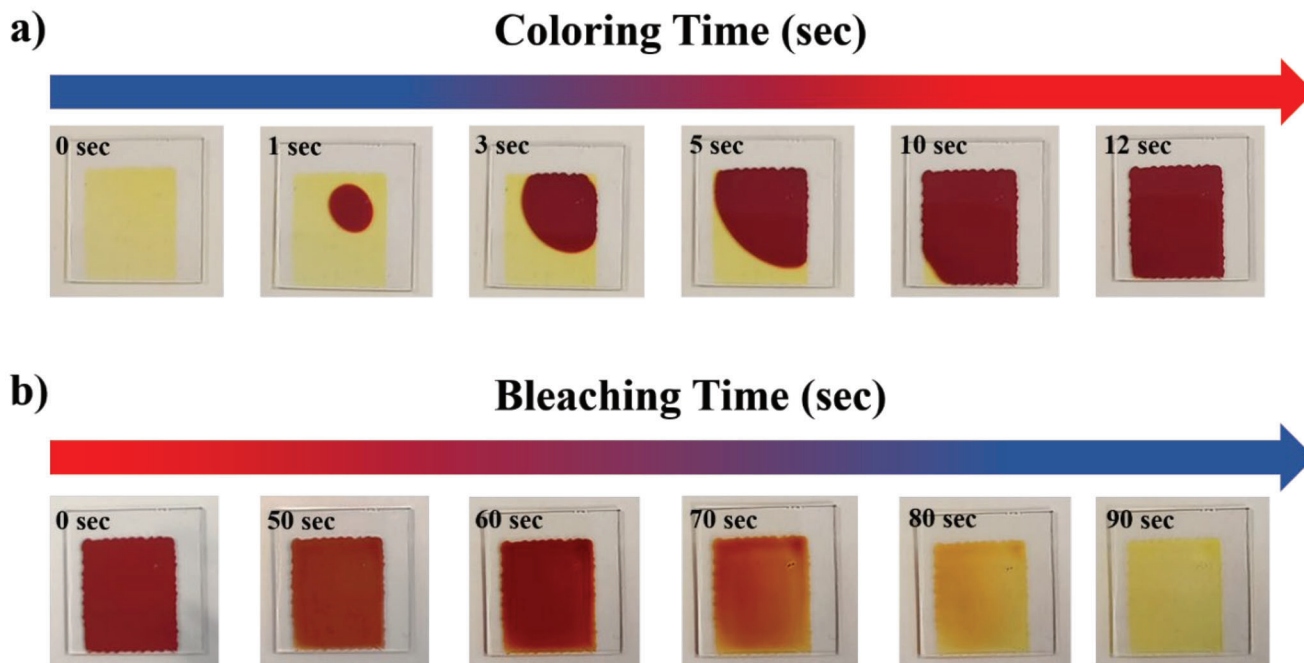 a)
Coloring Time (sec)
0 sec
1 sec
3 sec
5 sec
10 sec
12 sec
b)
Bleaching Time (sec)
0 sec
50 sec
60 sec
70 sec
80 sec
90 sec